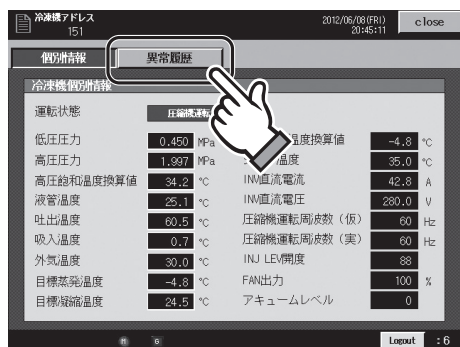 冷凍機アドレス
151
2012/06/08(FRI)
20:45:11
close
個別情報
異常履歴
冷凍機個別情報
運転状態
圧縮機運転
低圧圧力 0.450 MPa
温度換算値 -4.8 ℃
高圧圧力 1.997 MPa
温度 35.0 ℃
高圧飽和温度換算値 34.2 ℃
INV直流電流 42.8 A
液管温度 25.1 ℃
INV直流電圧 280.0 V
吐出温度 60.5 ℃
圧縮機運転周波数（仮） 60 Hz
吸入温度 0.7 ℃
圧縮機運転周波数（実） 60 Hz
外気温度 30.0 ℃
INJ LEV開度 88
目標蒸発温度 -4.8 ℃
FAN出力 100 %
目標凝縮温度 24.5 ℃
アキュームレベル 0
M G
Logout :6